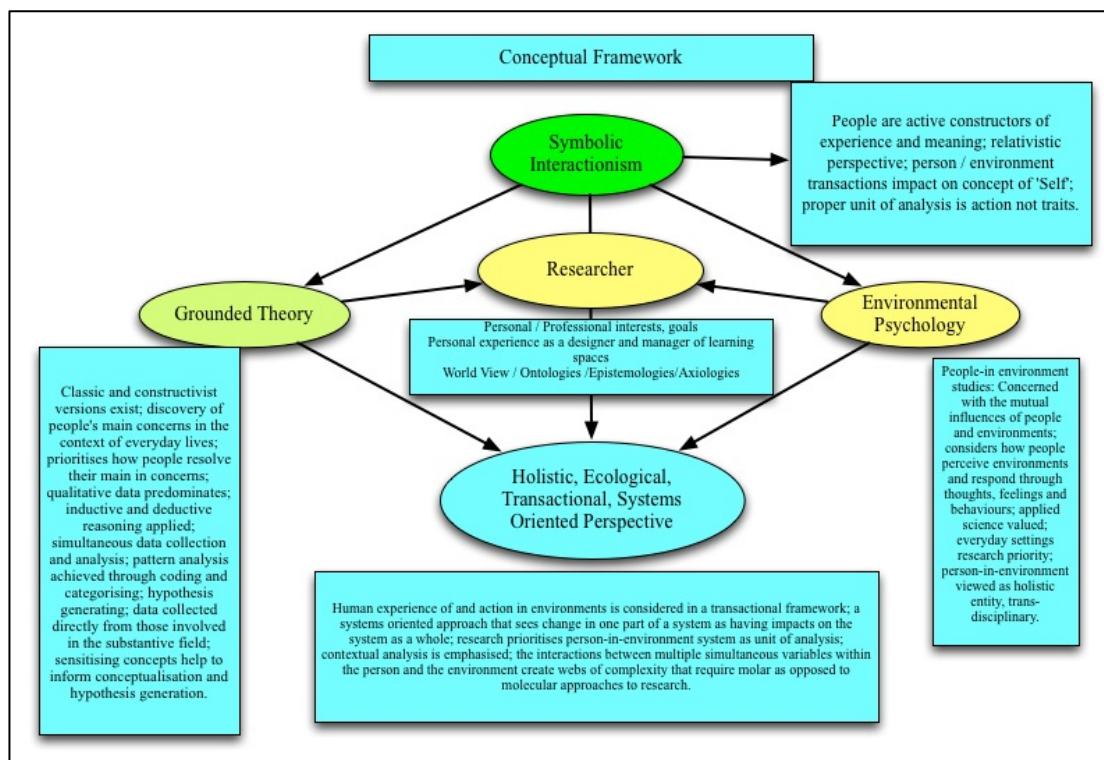 Conceptual Framework
People are active constructors of
experience and meaning; relativistic
perspective; person / environment
transactions impact on concept of 'Self';
proper unit of analysis is action not traits.
Symbolic
Interactionism
Researcher
Grounded Theory
Environmental
Psychology
Personal / Professional interests, goals
Personal experience as a designer and manager of learning
spaces
World View / Ontologies /Epistemologies/Axiologies
Classic and constructivist
versions exist; discovery of
people's main concerns in the
context of everyday lives;
prioritises how people resolve
their main in concerns;
qualitative data predominates;
inductive and deductive
reasoning applied;
simultaneous data collection
and analysis; pattern analysis
achieved through coding and
categorising; hypothesis
generating; data collected
directly from those involved
in the substantive field;
sensitising concepts help to
inform conceptualisation and
hypothesis generation.
People-in environment
studies: Concerned
with the mutual
influences of people
and environments;
considers how people
perceive environments
and respond through
thoughts, feelings and
behaviours; applied
science valued;
everyday settings
research priority;
person-in-environment
viewed as holistic
entity, trans-
disciplinary.
Holistic, Ecological,
Transactional, Systems
Oriented Perspective
Human experience of and action in environments is considered in a transactional framework; a
systems oriented approach that sees change in one part of a system as having impacts on the
system as a whole; research prioritises person-in-environment system as unit of analysis;
contextual analysis is emphasised; the interactions between multiple simultaneous variables within
the person and the environment create webs of complexity that require molar as opposed to
molecular approaches to research.